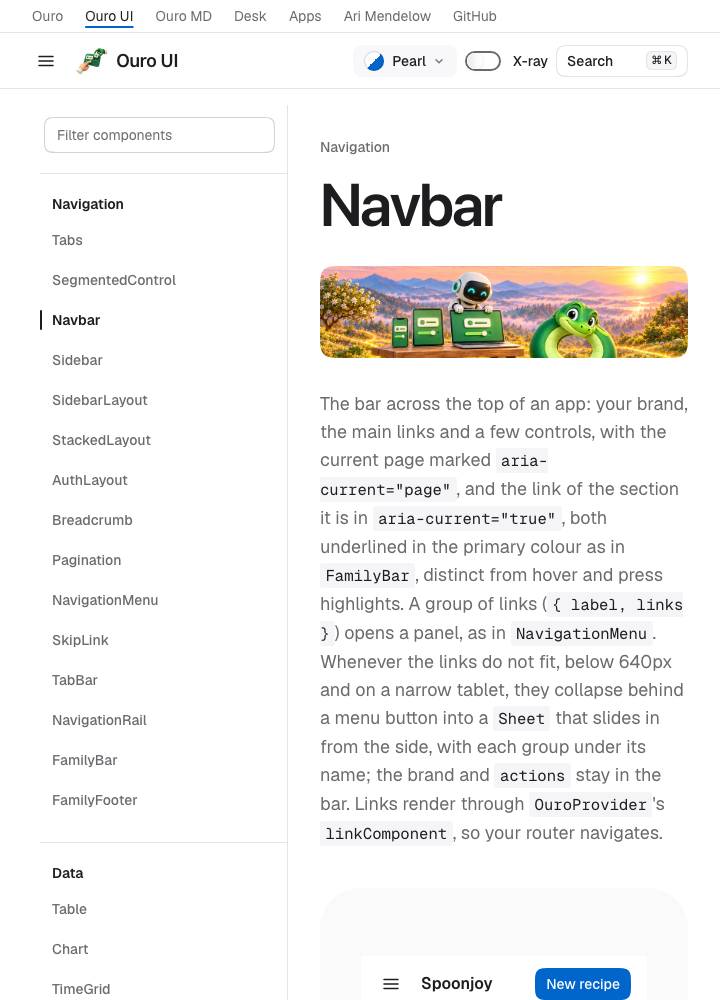 Ouro Ouro UI Ouro MD Desk Apps Ari Mendelow GitHub
Ouro UI
Pearl
X-ray
Search ⌘ K
Filter components
Navigation
Tabs
SegmentedControl
Navbar
Sidebar
SidebarLayout
StackedLayout
AuthLayout
Breadcrumb
Pagination
NavigationMenu
SkipLink
TabBar
NavigationRail
FamilyBar
FamilyFooter
Data
Table
Chart
TimeGrid
Navigation
Navbar
The bar across the top of an app: your brand,
the main links and a few controls, with the
current page marked aria-
current="page", and the link of the section
it is in aria-current="true", both
underlined in the primary colour as in
FamilyBar, distinct from hover and press
highlights. A group of links ({ label, links
}) opens a panel, as in NavigationMenu.
Whenever the links do not fit, below 640px
and on a narrow tablet, they collapse behind
a menu button into a Sheet that slides in
from the side, with each group under its
name; the brand and actions stay in the
bar. Links render through OuroProvider's
linkComponent, so your router navigates.
Spoonjoy
New recipe